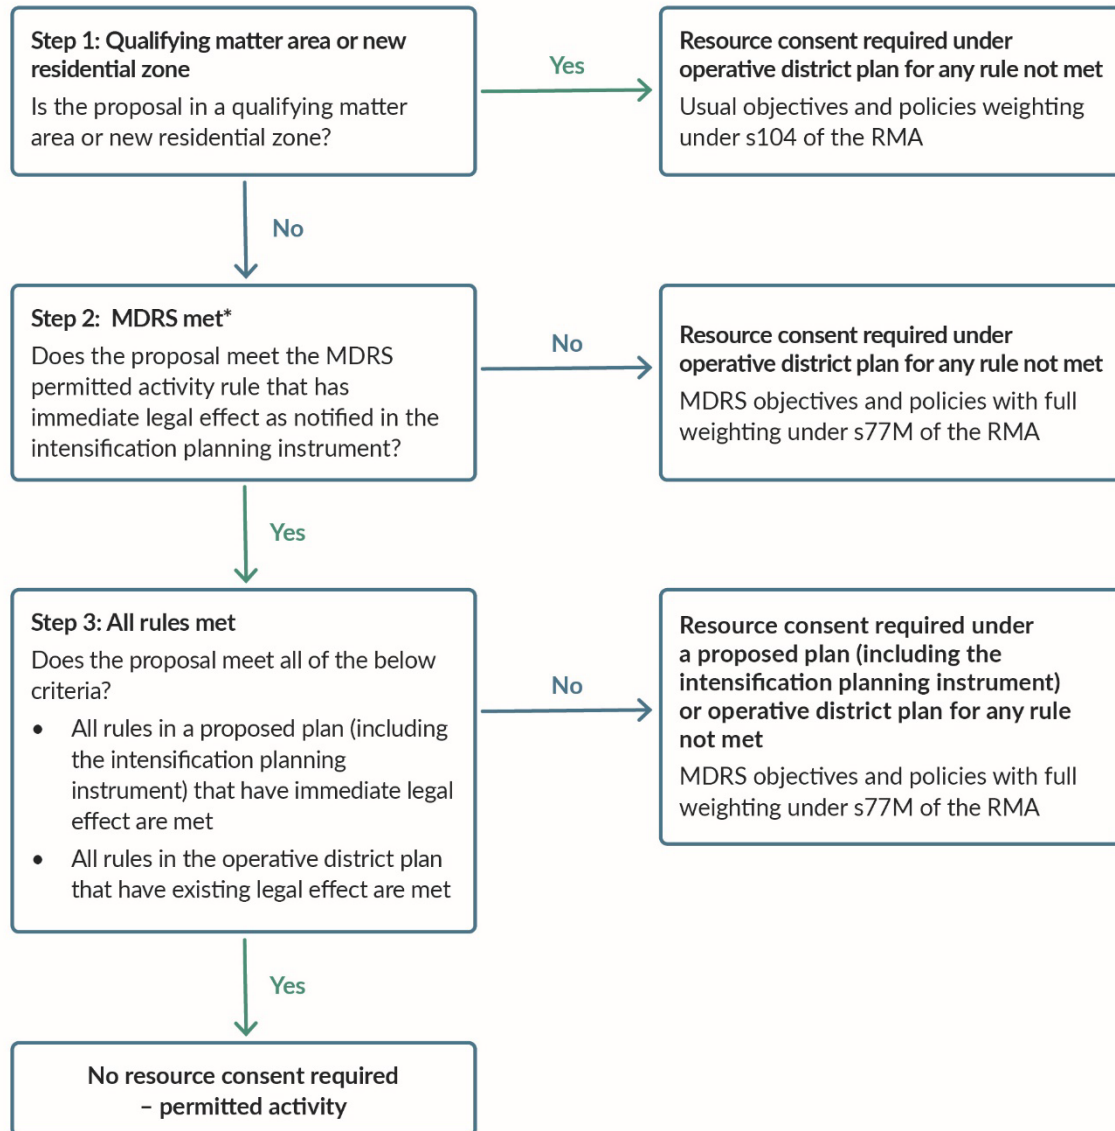 Step 1: Qualifying matter area or new
residential zone
Is the proposal in a qualifying matter
area or new residential zone?
Yes
Resource consent required under
operative district plan for any rule not met
Usual objectives and policies weighting
under s104 of the RMA
No
Step 2:  MDRS met*
Does the proposal meet the MDRS
permitted activity rule that has
immediate legal effect as notified in the
intensification planning instrument?
No
Resource consent required under
operative district plan for any rule not met
MDRS objectives and policies with full
weighting under s77M of the RMA
Yes
Step 3: All rules met
Does the proposal meet all of the below
criteria?
• All rules in a proposed plan (including
the intensification planning
instrument) that have immediate legal
effect are met
• All rules in the operative district plan
that have existing legal effect are met
No
Resource consent required under
a proposed plan (including the
intensification planning instrument)
or operative district plan for any rule
not met
MDRS objectives and policies with full
weighting under s77M of the RMA
Yes
No resource consent required
– permitted activity